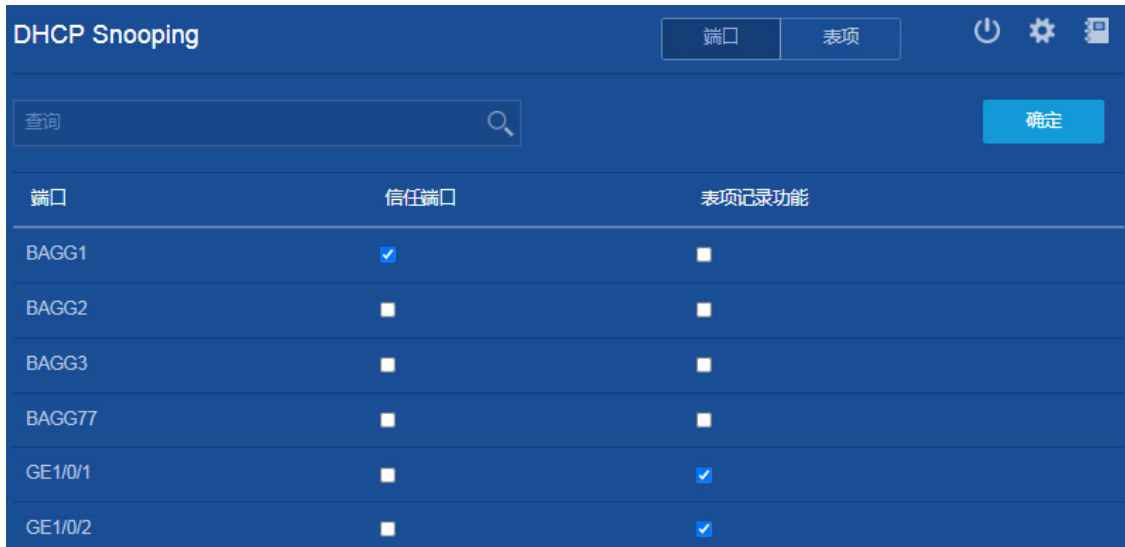 DHCP Snooping 端口 表项
查询 确定
端口 信任端口 表项记录功能
BAGG1
BAGG2
BAGG3
BAGG77
GE1/0/1
GE1/0/2